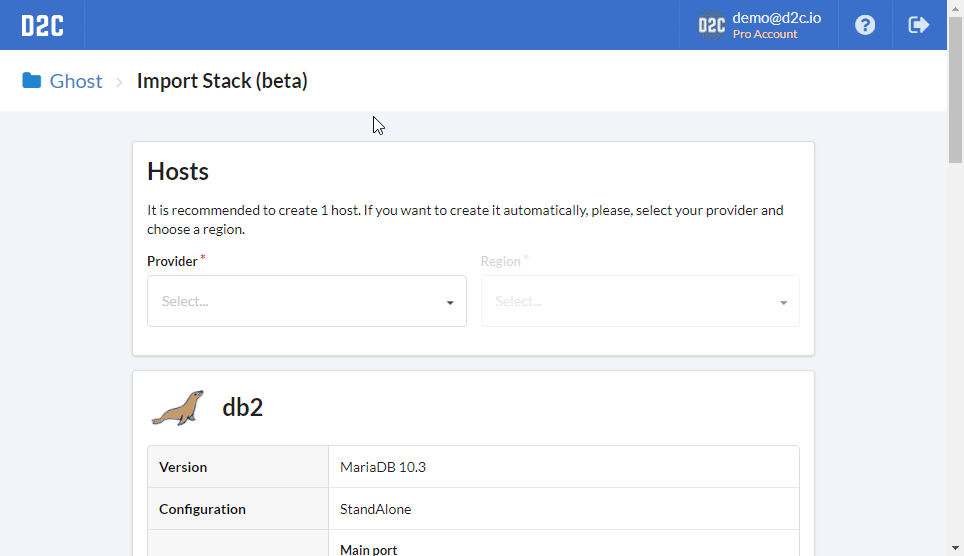 D2C
D2C
demo@d2c.io
Pro Account
?
Ghost
Import Stack (beta)
Hosts
It is recommended to create 1 host. If you want to create it automatically, please, select your provider and
choose a region.
Provider * Region *
Select... Select...
db2
Version MariaDB 10.3
Configuration StandAlone
Main port